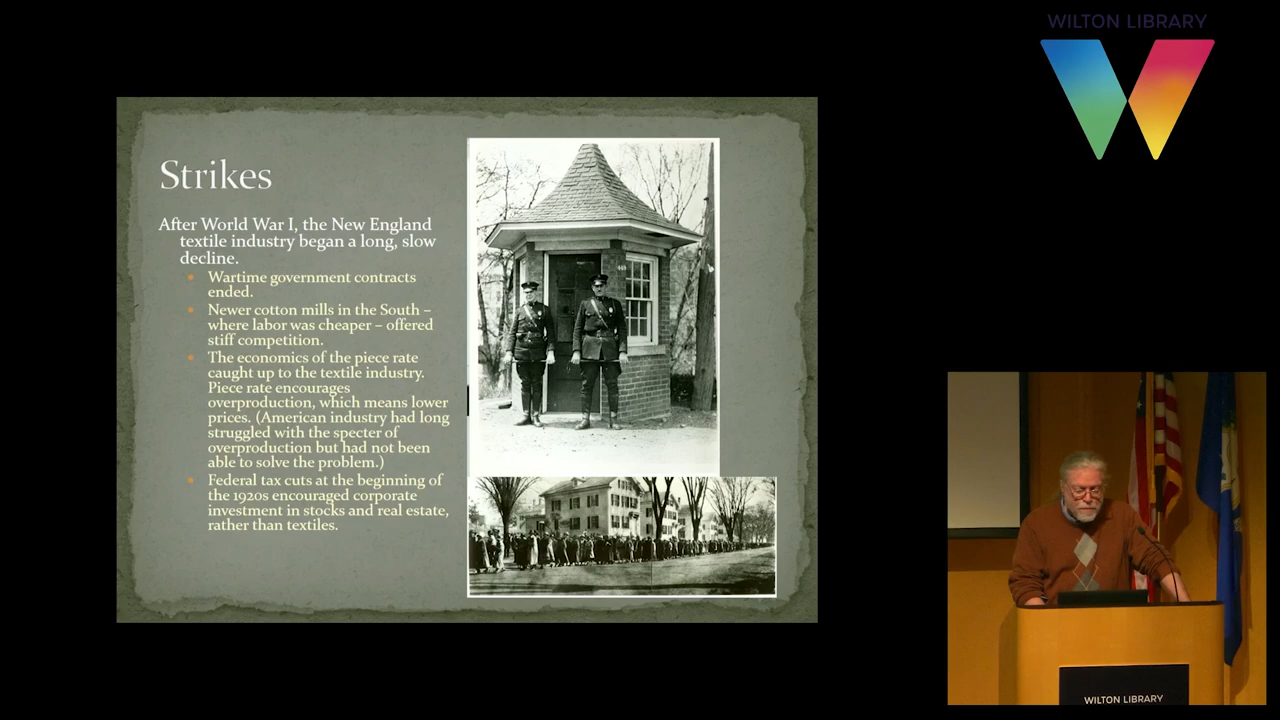 WILTON LIBRARY
Strikes
After World War I, the New England
textile industry began a long, slow
decline.
Wartime government contracts
ended.
Newer cotton mills in the South –
where labor was cheaper – offered
stiff competition.
The economics of the piece rate
caught up to the textile industry.
Piece rate encourages
overproduction, which means lower
prices. (American industry had long
struggled with the specter of
overproduction but had not been
able to solve the problem.)
Federal tax cuts at the beginning of
the 1920s encouraged corporate
investment in stocks and real estate,
rather than textiles.
WILTON LIBRARY